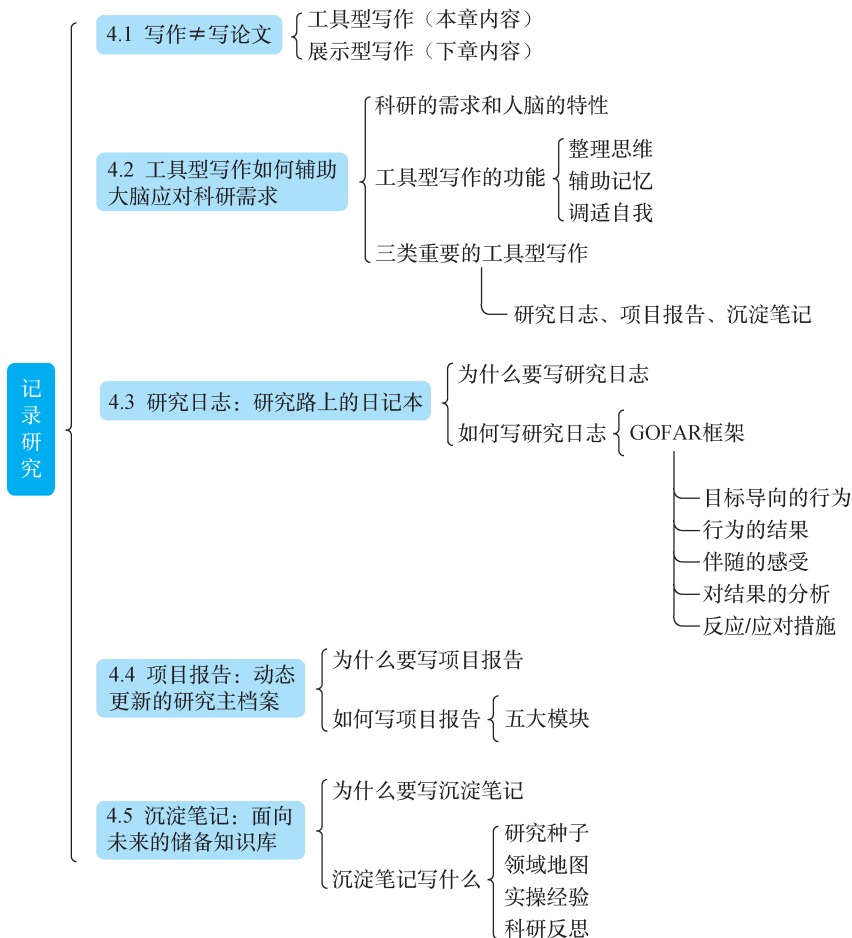 记录研究
4.1 写作≠写论文
工具型写作（本章内容）
展示型写作（下章内容）
4.2 工具型写作如何辅助
大脑应对科研需求
科研的需求和人脑的特性
工具型写作的功能
整理思维
辅助记忆
调适自我
三类重要的工具型写作
研究日志、项目报告、沉淀笔记
4.3 研究日志：研究路上的日记本
为什么要写研究日志
如何写研究日志
GOFAR框架
目标导向的行为
行为的结果
伴随的感受
对结果的分析
反应/应对措施
4.4 项目报告：动态
更新的研究主档案
为什么要写项目报告
如何写项目报告
五大模块
4.5 沉淀笔记：面向
未来的储备知识库
为什么要写沉淀笔记
沉淀笔记写什么
研究种子
领域地图
实操经验
科研反思